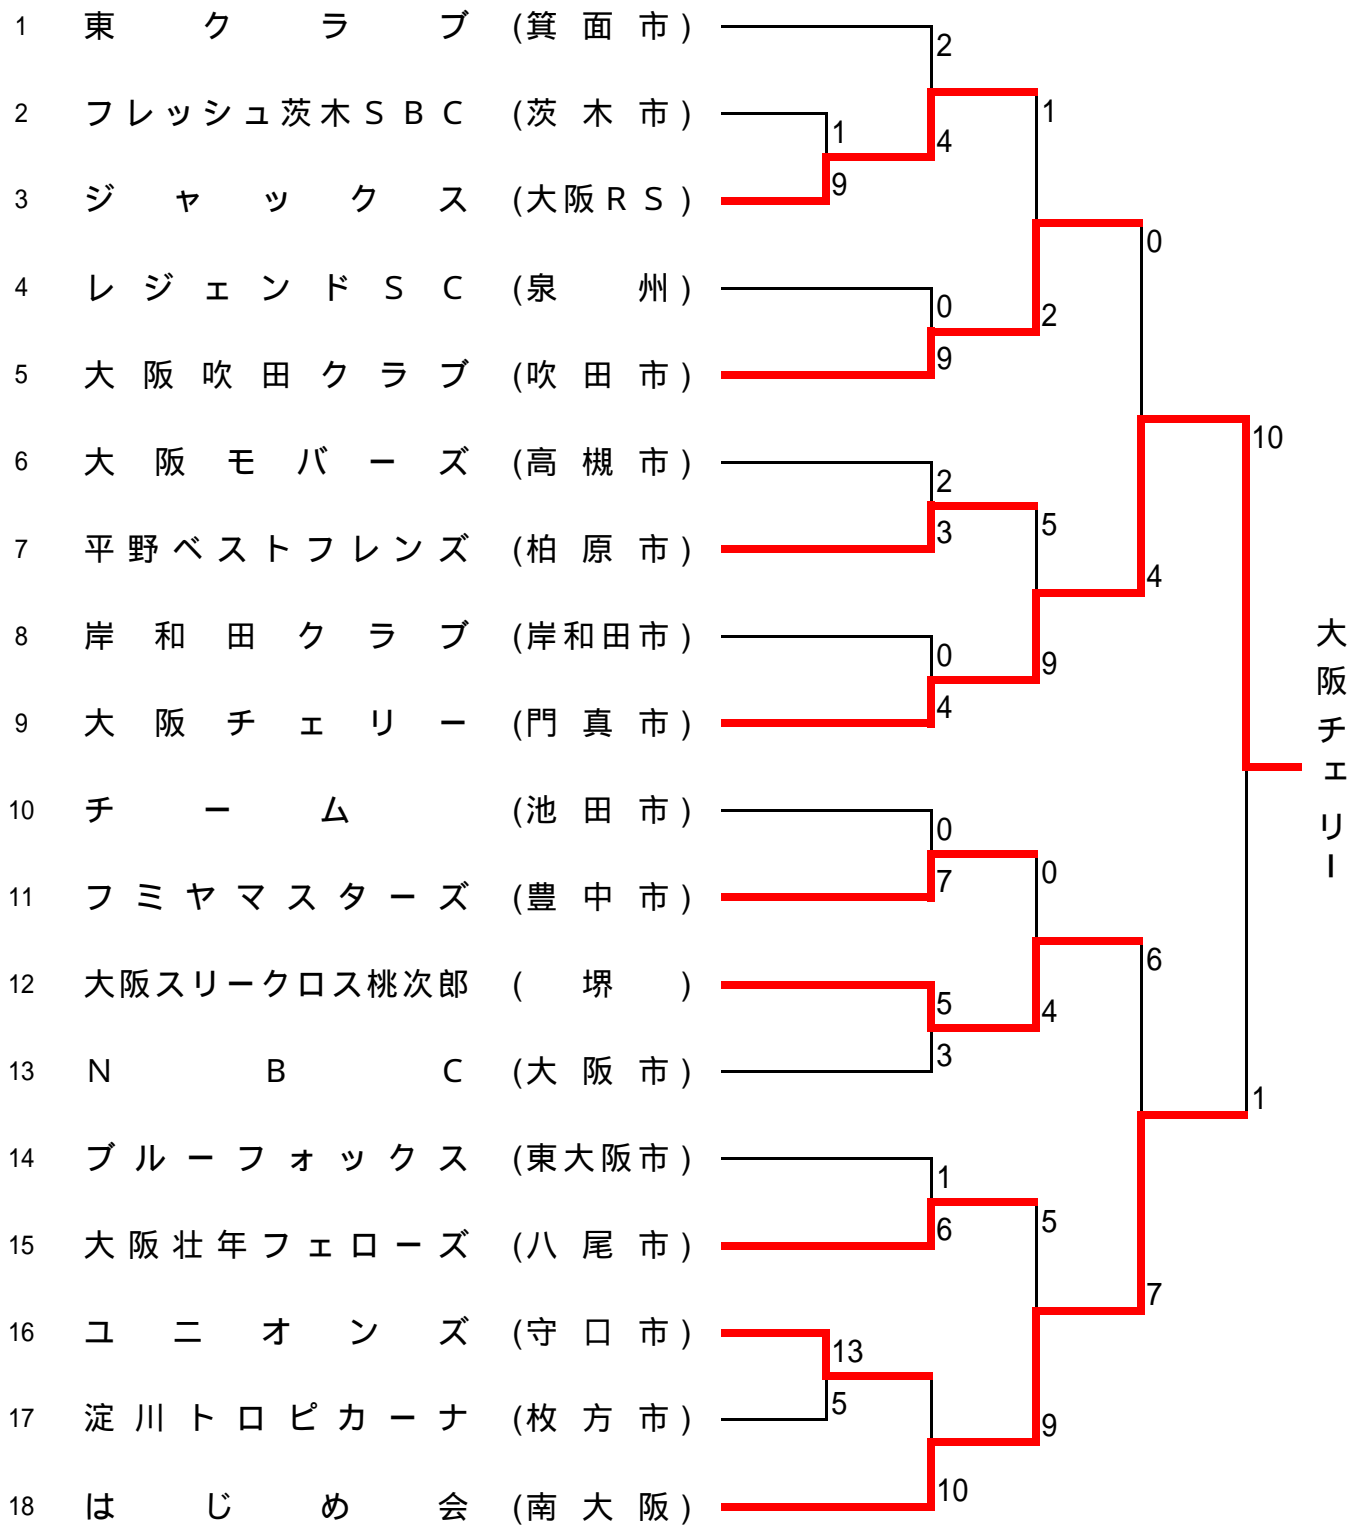 1 東クラブ (箕面市)
2 フレッシュ茨木SBC (茨木市)
3 ジャックス (大阪RS)
4 レジェンドSC (泉州)
5 大阪吹田クラブ (吹田市)
6 大阪モバーズ (高槻市)
7 平野ベストフレンズ (柏原市)
8 岸和田クラブ (岸和田市)
9 大阪チェリー (門真市)
10 チーム (池田市)
11 フミヤマスターズ (豊中市)
12 大阪スリークロス桃次郎 (堺)
13 NBC (大阪市)
14 ブルーフォックス (東大阪市)
15 大阪壮年フェローズ (八尾市)
16 ユニオンズ (守口市)
17 淀川トロピカーナ (枚方市)
18 はじめ会 (南大阪)
1
9
13
5
2
4
0
9
2
3
0
4
0
7
5
3
1
6
10
1
2
5
9
0
4
5
9
0
4
6
7
10
1
大阪チェリー